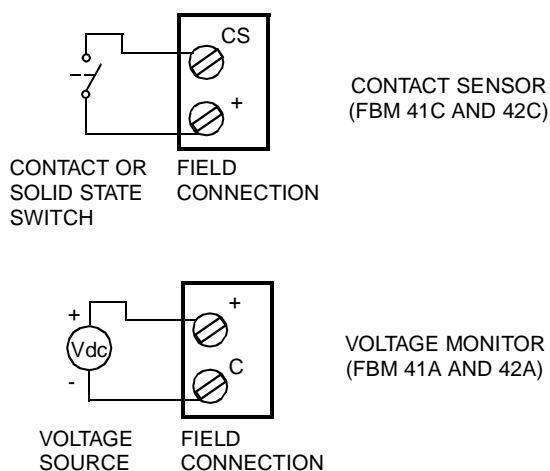 CS
+
CONTACT SENSOR
(FBM 41C AND 42C)
CONTACT OR
SOLID STATE
SWITCH
FIELD
CONNECTION
+
+
Vdc
-
C
VOLTAGE MONITOR
(FBM 41A AND 42A)
VOLTAGE
SOURCE
FIELD
CONNECTION